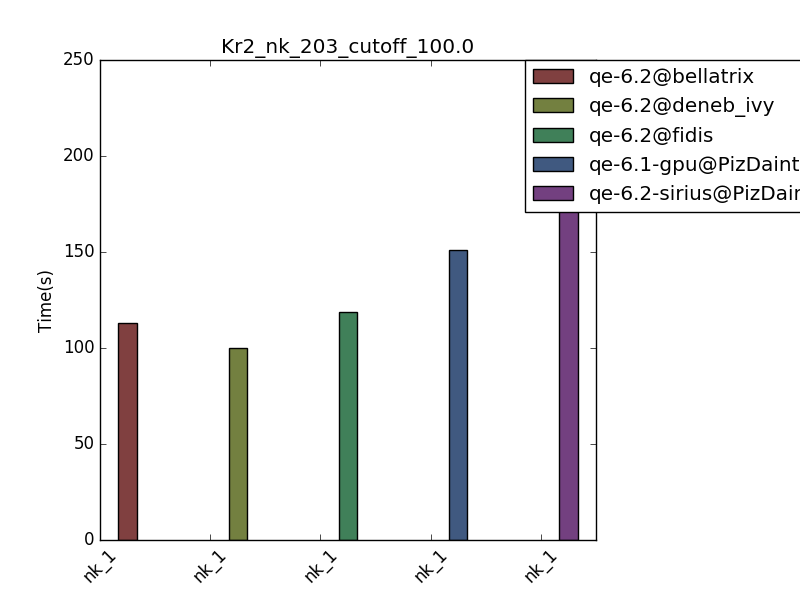 Kr2_nk_203_cutoff_100.0
250
200
150
100
50
0
Time(s)
nk_1
nk_1
nk_1
nk_1
nk_1
qe-6.2@bellatrix
qe-6.2@deneb_ivy
qe-6.2@fidis
qe-6.1-gpu@PizDaint
qe-6.2-sirius@PizDain